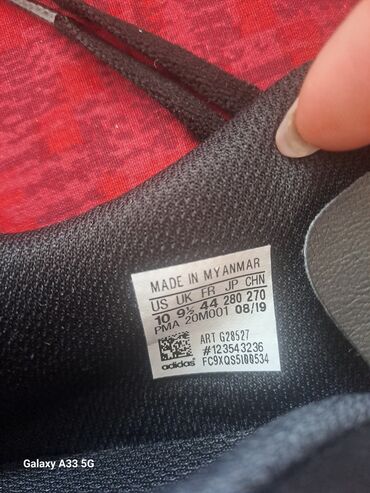 MADE IN MYANMAR
US UK FR JP CHN
10 9½ 44 280 270
PMA 20M001 08/19
ART G28527
#123543236
adidas® FC9XQS5100534
Galaxy A33 5G